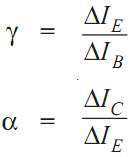 γ = ΔI_E / ΔI_B
α = ΔI_C / ΔI_E